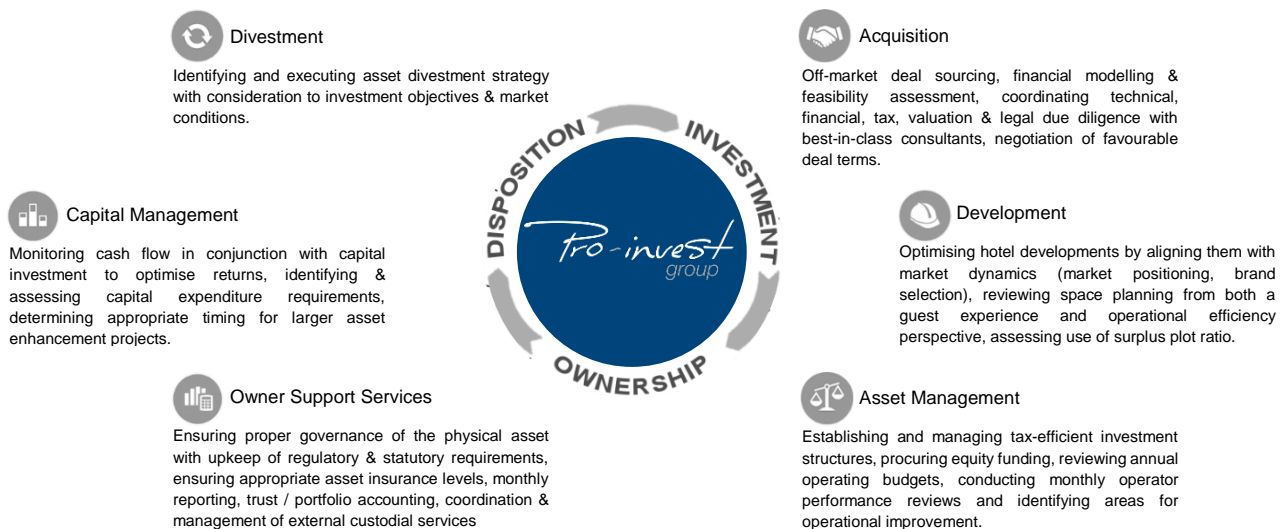 Divestment
Identifying and executing asset divestment strategy
with consideration to investment objectives & market
conditions.
Capital Management
Monitoring cash flow in conjunction with capital
investment to optimise returns, identifying &
assessing capital expenditure requirements,
determining appropriate timing for larger asset
enhancement projects.
Owner Support Services
Ensuring proper governance of the physical asset
with upkeep of regulatory & statutory requirements,
ensuring appropriate asset insurance levels, monthly
reporting, trust / portfolio accounting, coordination &
management of external custodial services
DISPOSITION
INVESTMENT
OWNERSHIP
Pro-invest
group
Acquisition
Off-market deal sourcing, financial modelling &
feasibility assessment, coordinating technical,
financial, tax, valuation & legal due diligence with
best-in-class consultants, negotiation of favourable
deal terms.
Development
Optimising hotel developments by aligning them with
market dynamics (market positioning, brand
selection), reviewing space planning from both a
guest experience and operational efficiency
perspective, assessing use of surplus plot ratio.
Asset Management
Establishing and managing tax-efficient investment
structures, procuring equity funding, reviewing annual
operating budgets, conducting monthly operator
performance reviews and identifying areas for
operational improvement.